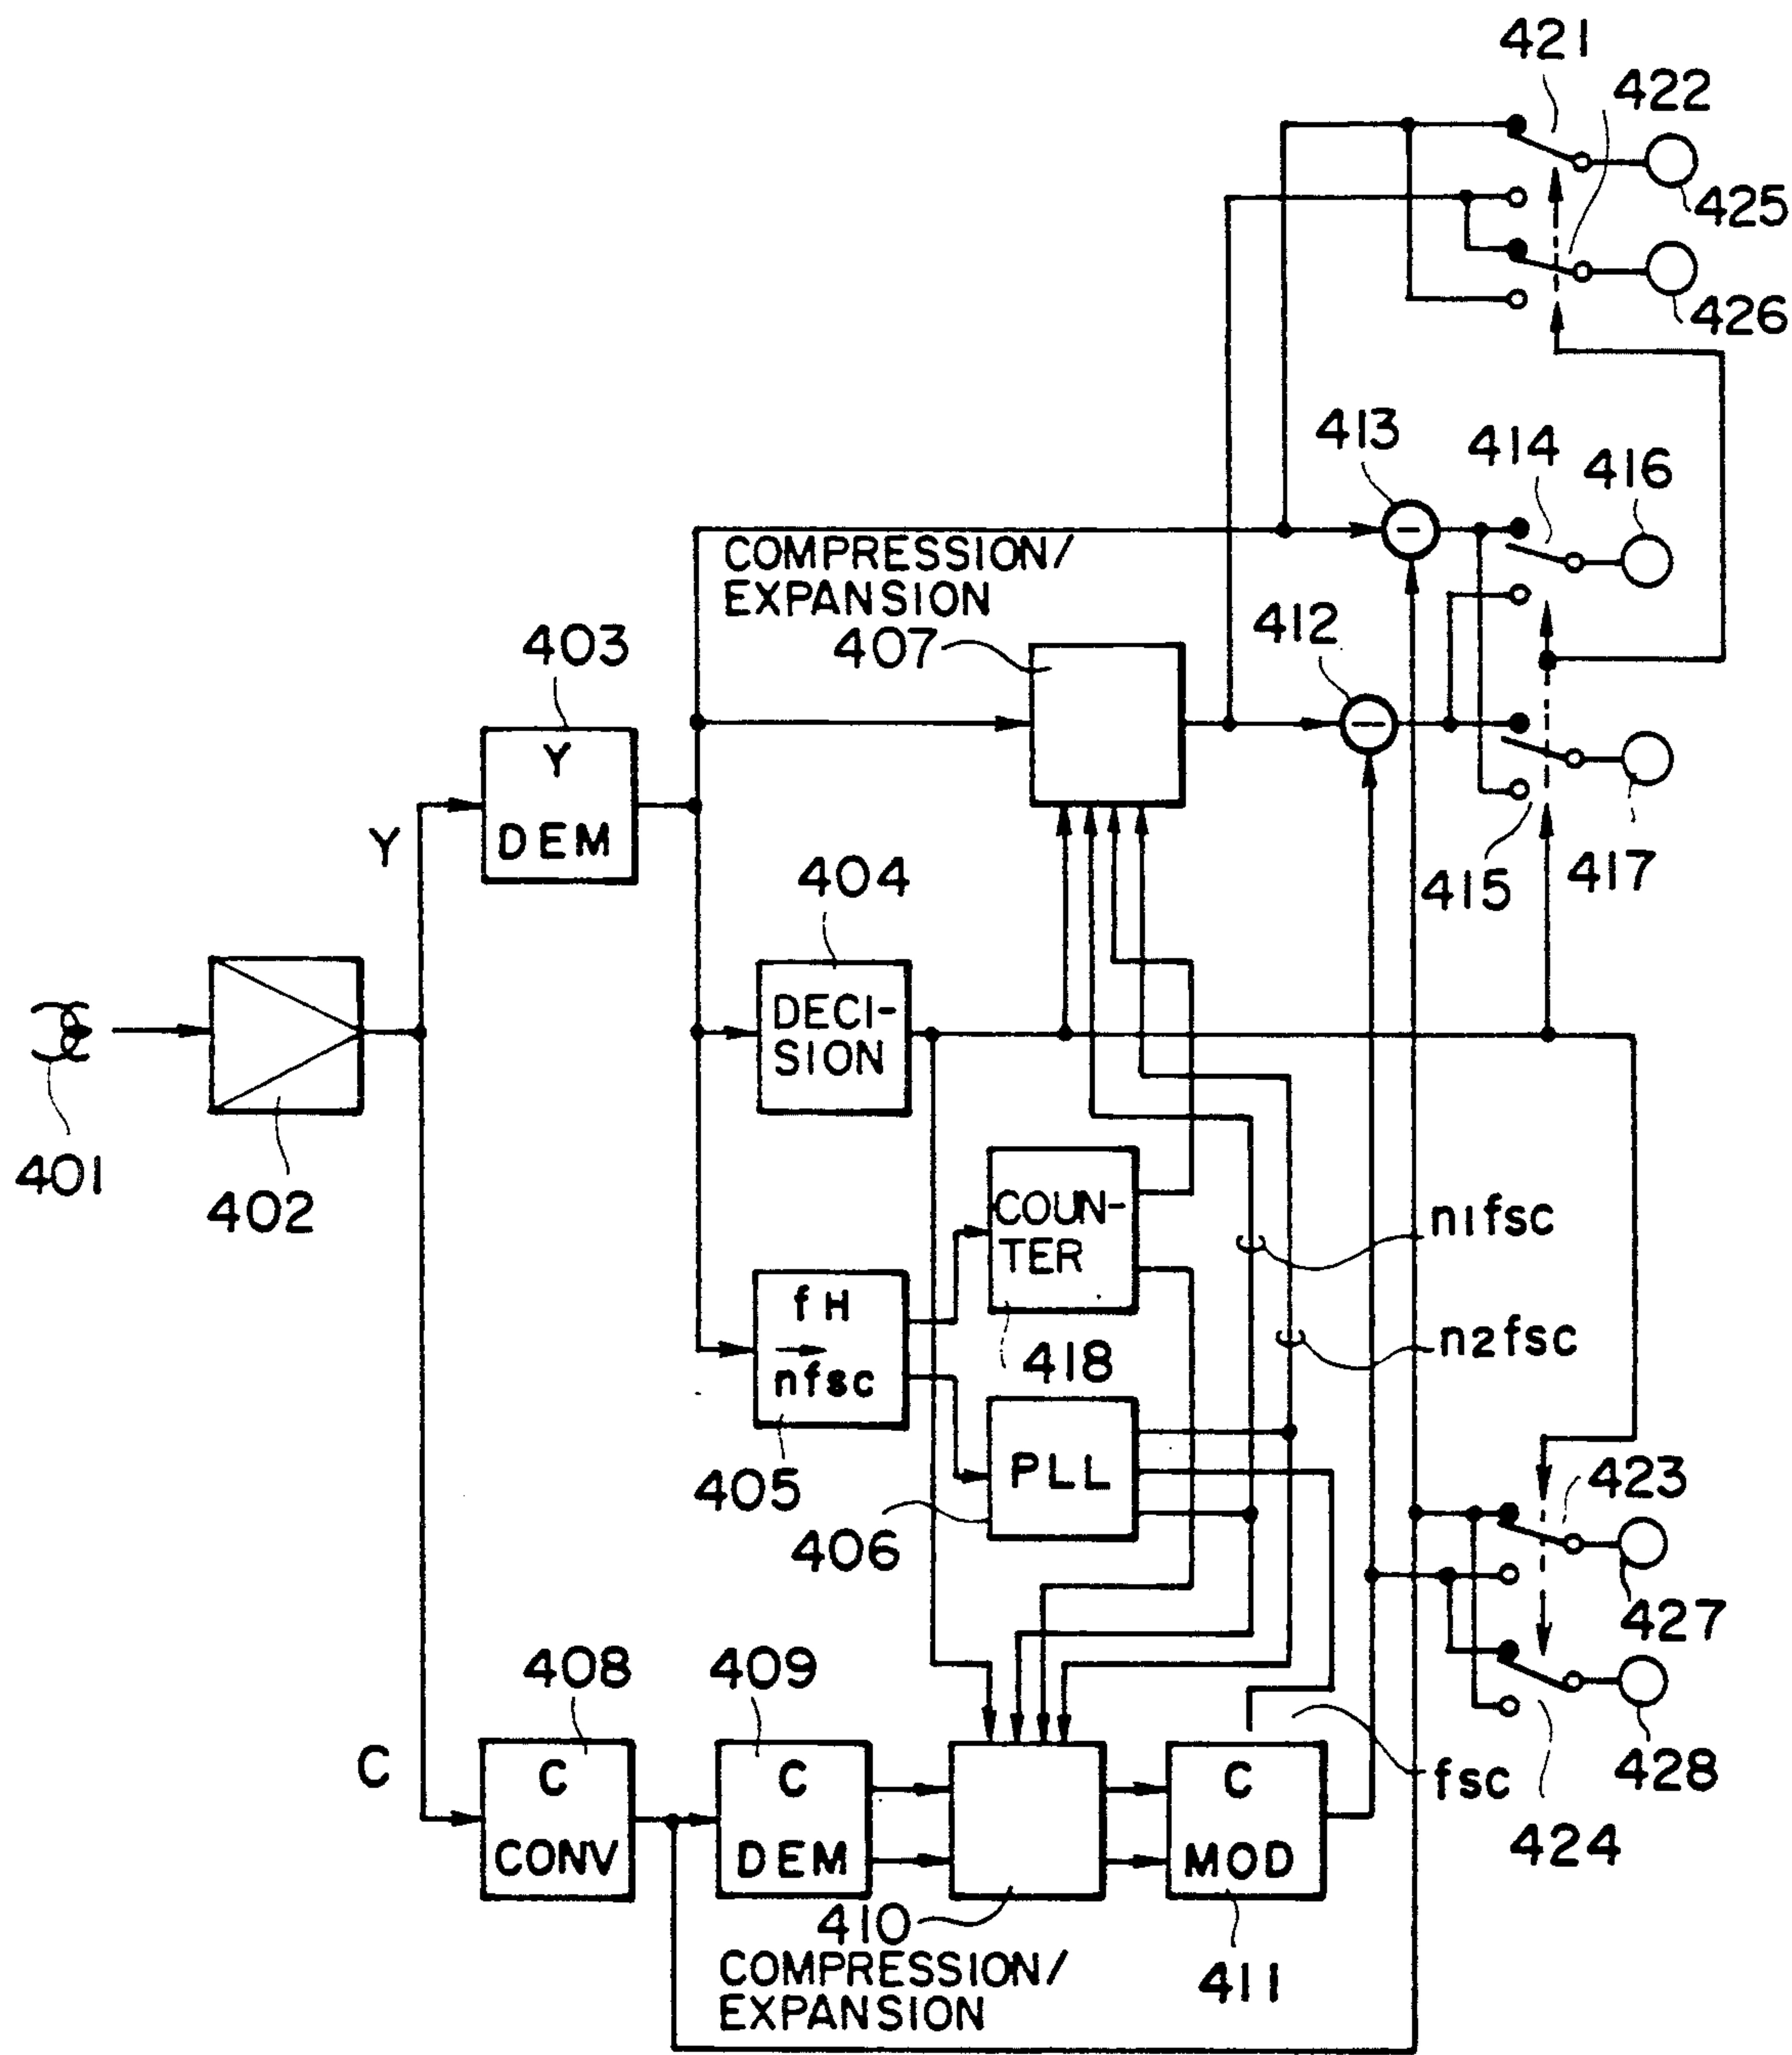 421
422
425
426
413
414
416
COMPRESSION/
EXPANSION
412
403
407
Y
DEM
Y
404
415
417
DECI-
SION
401
402
COUN-
TER
n1fsc
fH
nfsc
418
n2fsc
405
PLL
406
423
427
408
409
C
C
CONV
C
DEM
C
MOD
fsc
428
424
410
COMPRESSION/
EXPANSION
411